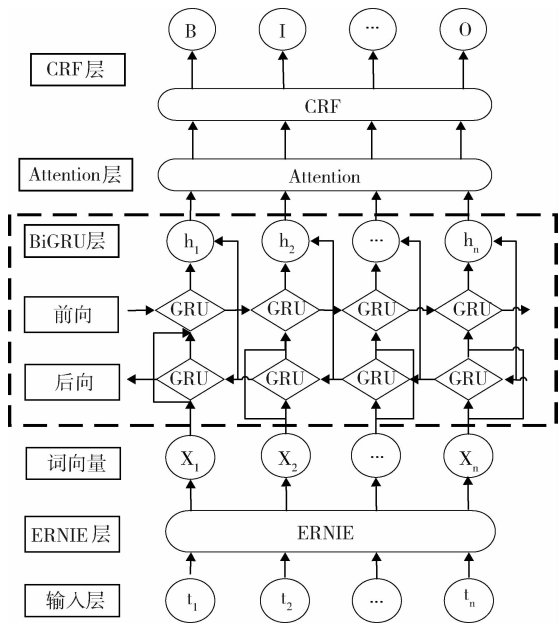 B I ··· O
CRF层
CRF
Attention层 Attention
BiGRU层 h1 h2 ··· hn
前向 GRU GRU GRU GRU
后向 GRU GRU GRU GRU
词向量 X1 X2 ··· Xn
ERNIE层 ERNIE
输入层 t1 t2 ··· tn